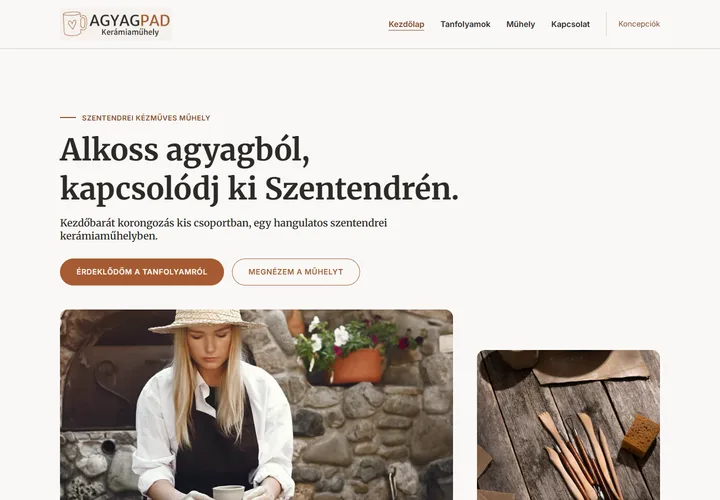 AGYAGPAD
Kerámiaműhely
Kezdőlap
Tanfolyamok
Műhely
Kapcsolat
Koncepciók
SZENTENDREI KÉZMŰVES MŰHELY
Alkoss agyagból,
kapcsolódj ki Szentendrén.
Kezdőbarát korongozás kis csoportban, egy hangulatos szentendrei
kerámiaműhelyben.
ÉRDEKLŐDÖM A TANFOLYAMRÓL
MEGNÉZEM A MŰHELYT